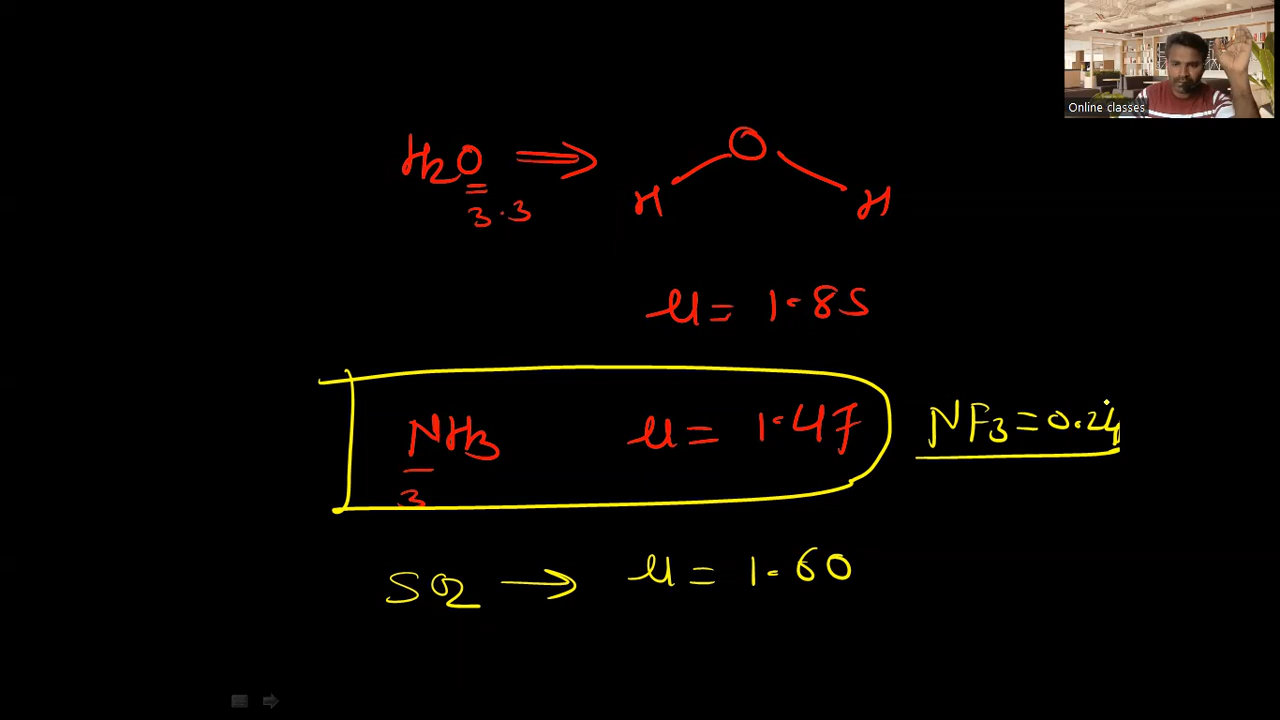 Online classes
H2O ⇒ H O H
3.3
μ = 1.85
NH3 μ = 1.47 NF3 = 0.24
3
SO2 → μ = 1.60